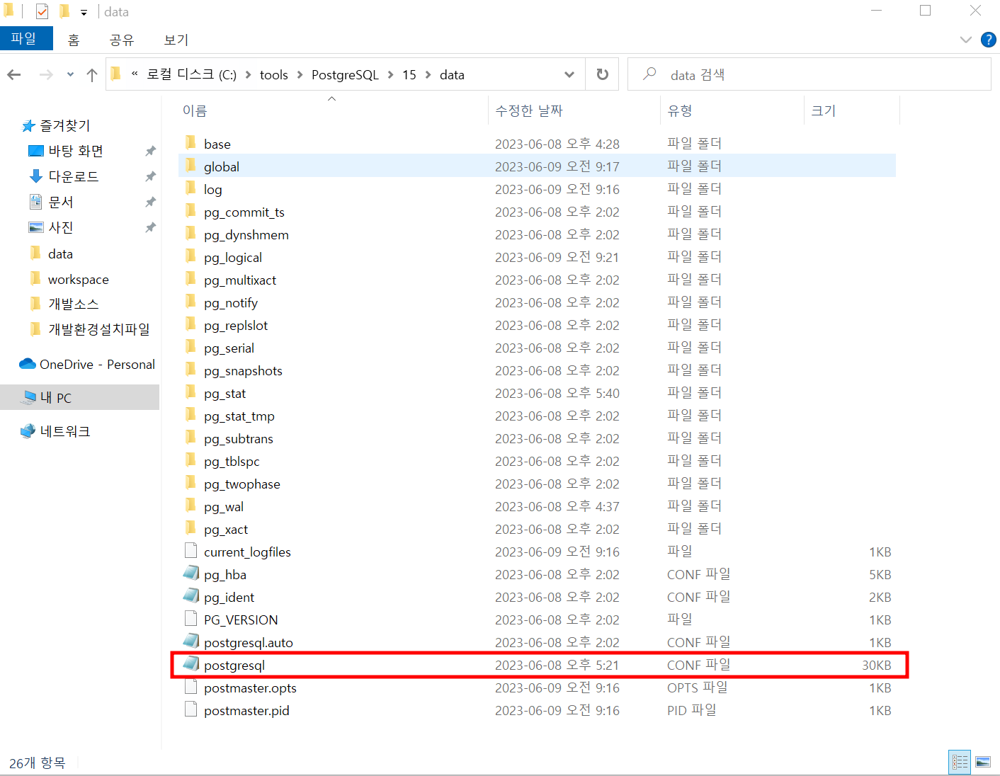 data
파일 홈 공유 보기
« 로컬 디스크 (C:) > tools > PostgreSQL > 15 > data
data 검색
즐겨찾기
바탕 화면
다운로드
문서
사진
data
workspace
개발소스
개발환경설치파일
OneDrive - Personal
내 PC
네트워크
이름 수정한 날짜 유형 크기
base 2023-06-08 오후 4:28 파일 폴더
global 2023-06-09 오전 9:17 파일 폴더
log 2023-06-09 오전 9:16 파일 폴더
pg_commit_ts 2023-06-08 오후 2:02 파일 폴더
pg_dynshmem 2023-06-08 오후 2:02 파일 폴더
pg_logical 2023-06-09 오전 9:21 파일 폴더
pg_multixact 2023-06-08 오후 2:02 파일 폴더
pg_notify 2023-06-08 오후 2:02 파일 폴더
pg_replslot 2023-06-08 오후 2:02 파일 폴더
pg_serial 2023-06-08 오후 2:02 파일 폴더
pg_snapshots 2023-06-08 오후 2:02 파일 폴더
pg_stat 2023-06-08 오후 5:40 파일 폴더
pg_stat_tmp 2023-06-08 오후 2:02 파일 폴더
pg_subtrans 2023-06-08 오후 2:02 파일 폴더
pg_tblspc 2023-06-08 오후 2:02 파일 폴더
pg_twophase 2023-06-08 오후 2:02 파일 폴더
pg_wal 2023-06-08 오후 4:37 파일 폴더
pg_xact 2023-06-08 오후 2:02 파일 폴더
current_logfiles 2023-06-09 오전 9:16 파일 1KB
pg_hba 2023-06-08 오후 2:02 CONF 파일 5KB
pg_ident 2023-06-08 오후 2:02 CONF 파일 2KB
PG_VERSION 2023-06-08 오후 2:02 파일 1KB
postgresql.auto 2023-06-08 오후 2:02 CONF 파일 1KB
postgresql 2023-06-08 오후 5:21 CONF 파일 30KB
postmaster.opts 2023-06-09 오전 9:16 OPTS 파일 1KB
postmaster.pid 2023-06-09 오전 9:16 PID 파일 1KB
26개 항목